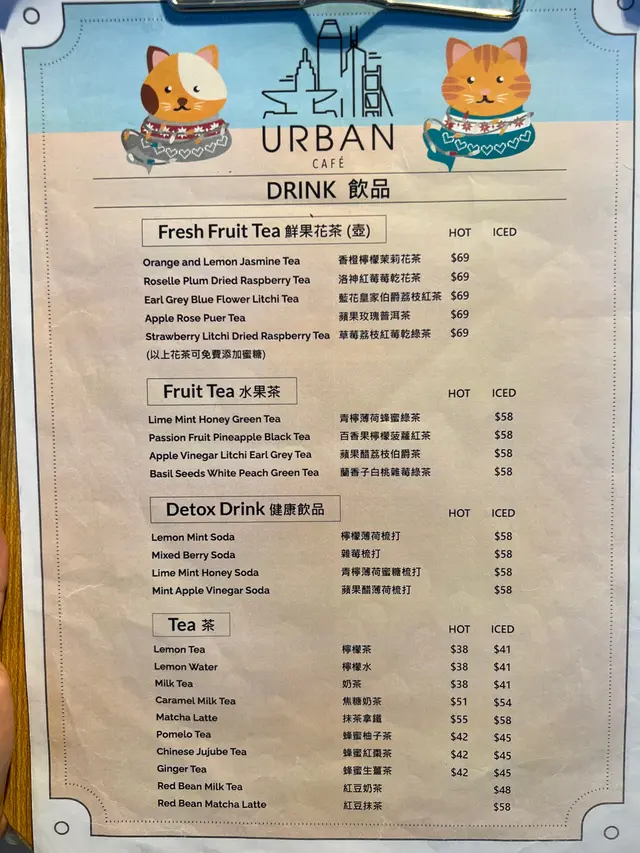 URBAN
CAFÉ
DRINK 飲品
Fresh Fruit Tea 鮮果花茶 (壺) HOT ICED
Orange and Lemon Jasmine Tea 香橙檸檬茉莉花茶 $69
Roselle Plum Dried Raspberry Tea 洛神紅莓莓乾花茶 $69
Earl Grey Blue Flower Litchi Tea 藍花皇家伯爵荔枝紅茶 $69
Apple Rose Puer Tea 蘋果玫瑰普洱茶 $69
Strawberry Litchi Dried Raspberry Tea 草莓荔枝紅莓乾綠茶 $69
(以上花茶可免費添加蜜糖)
Fruit Tea 水果茶 HOT ICED
Lime Mint Honey Green Tea 青檸薄荷蜂蜜綠茶 $58
Passion Fruit Pineapple Black Tea 百香果檸檬菠蘿紅茶 $58
Apple Vinegar Litchi Earl Grey Tea 蘋果醋荔枝伯爵茶 $58
Basil Seeds White Peach Green Tea 蘭香子白桃雜莓綠茶 $58
Detox Drink 健康飲品 HOT ICED
Lemon Mint Soda 檸檬薄荷梳打 $58
Mixed Berry Soda 雜莓梳打 $58
Lime Mint Honey Soda 青檸薄荷蜜糖梳打 $58
Mint Apple Vinegar Soda 蘋果醋薄荷梳打 $58
Tea 茶 HOT ICED
Lemon Tea 檸檬茶 $38 $41
Lemon Water 檸檬水 $38 $41
Milk Tea 奶茶 $38 $41
Caramel Milk Tea 焦糖奶茶 $51 $54
Matcha Latte 抹茶拿鐵 $55 $58
Pomelo Tea 蜂蜜柚子茶 $42 $45
Chinese Jujube Tea 蜂蜜紅棗茶 $42 $45
Ginger Tea 蜂蜜生薑茶 $42 $45
Red Bean Milk Tea 紅豆奶茶 $48
Red Bean Matcha Latte 紅豆抹茶 $58